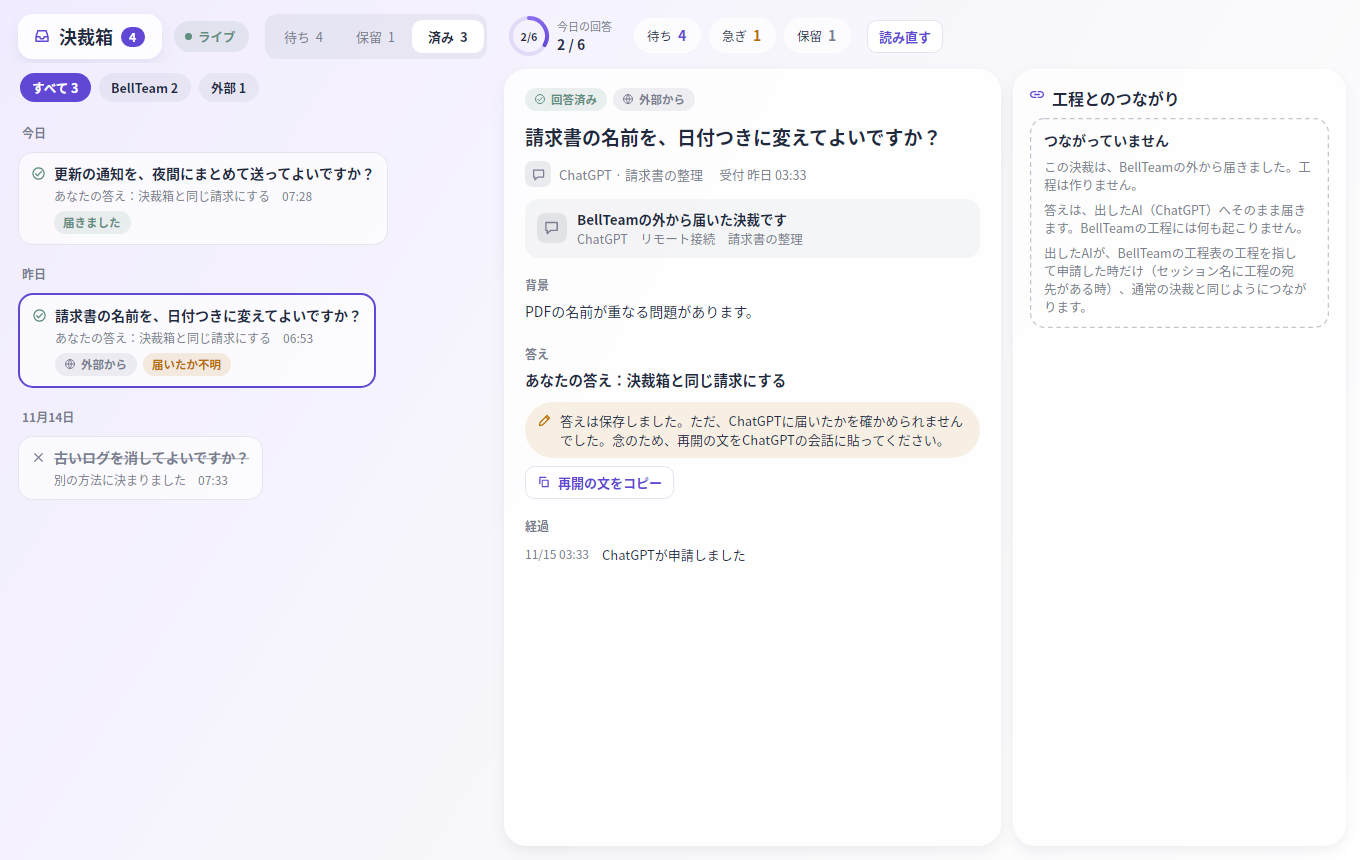 決裁箱 4
ライブ
待ち 4 保留 1 済み 3
2/6
今日の回答
2 / 6
待ち 4
急ぎ 1
保留 1
読み直す
すべて 3 BellTeam 2 外部 1
今日
更新の通知を、夜間にまとめて送ってよいですか？
あなたの答え：決裁箱と同じ請求にする 07:28
届きました
昨日
請求書の名前を、日付つきに変えてよいですか？
あなたの答え：決裁箱と同じ請求にする 06:53
外部から 届いたか不明
11月14日
古いログを消してよいですか？
別の方法に決まりました 07:33
回答済み 外部から
請求書の名前を、日付つきに変えてよいですか？
ChatGPT · 請求書の整理 受付 昨日 03:33
BellTeamの外から届いた決裁です
ChatGPT リモート接続 請求書の整理
背景
PDFの名前が重なる問題があります。
答え
あなたの答え：決裁箱と同じ請求にする
答えは保存しました。ただ、ChatGPTに届いたかを確かめられません
でした。念のため、再開の文をChatGPTの会話に貼ってください。
再開の文をコピー
経過
11/15 03:33 ChatGPTが申請しました
工程とのつながり
つながっていません
この決裁は、BellTeamの外から届きました。工
程は作りません。
答えは、出したAI（ChatGPT）へそのまま届き
ます。BellTeamの工程には何も起こりません。
出したAIが、BellTeamの工程表の工程を指し
て申請した時だけ（セッション名に工程の宛
先がある時）、通常の決裁と同じようにつなが
ります。